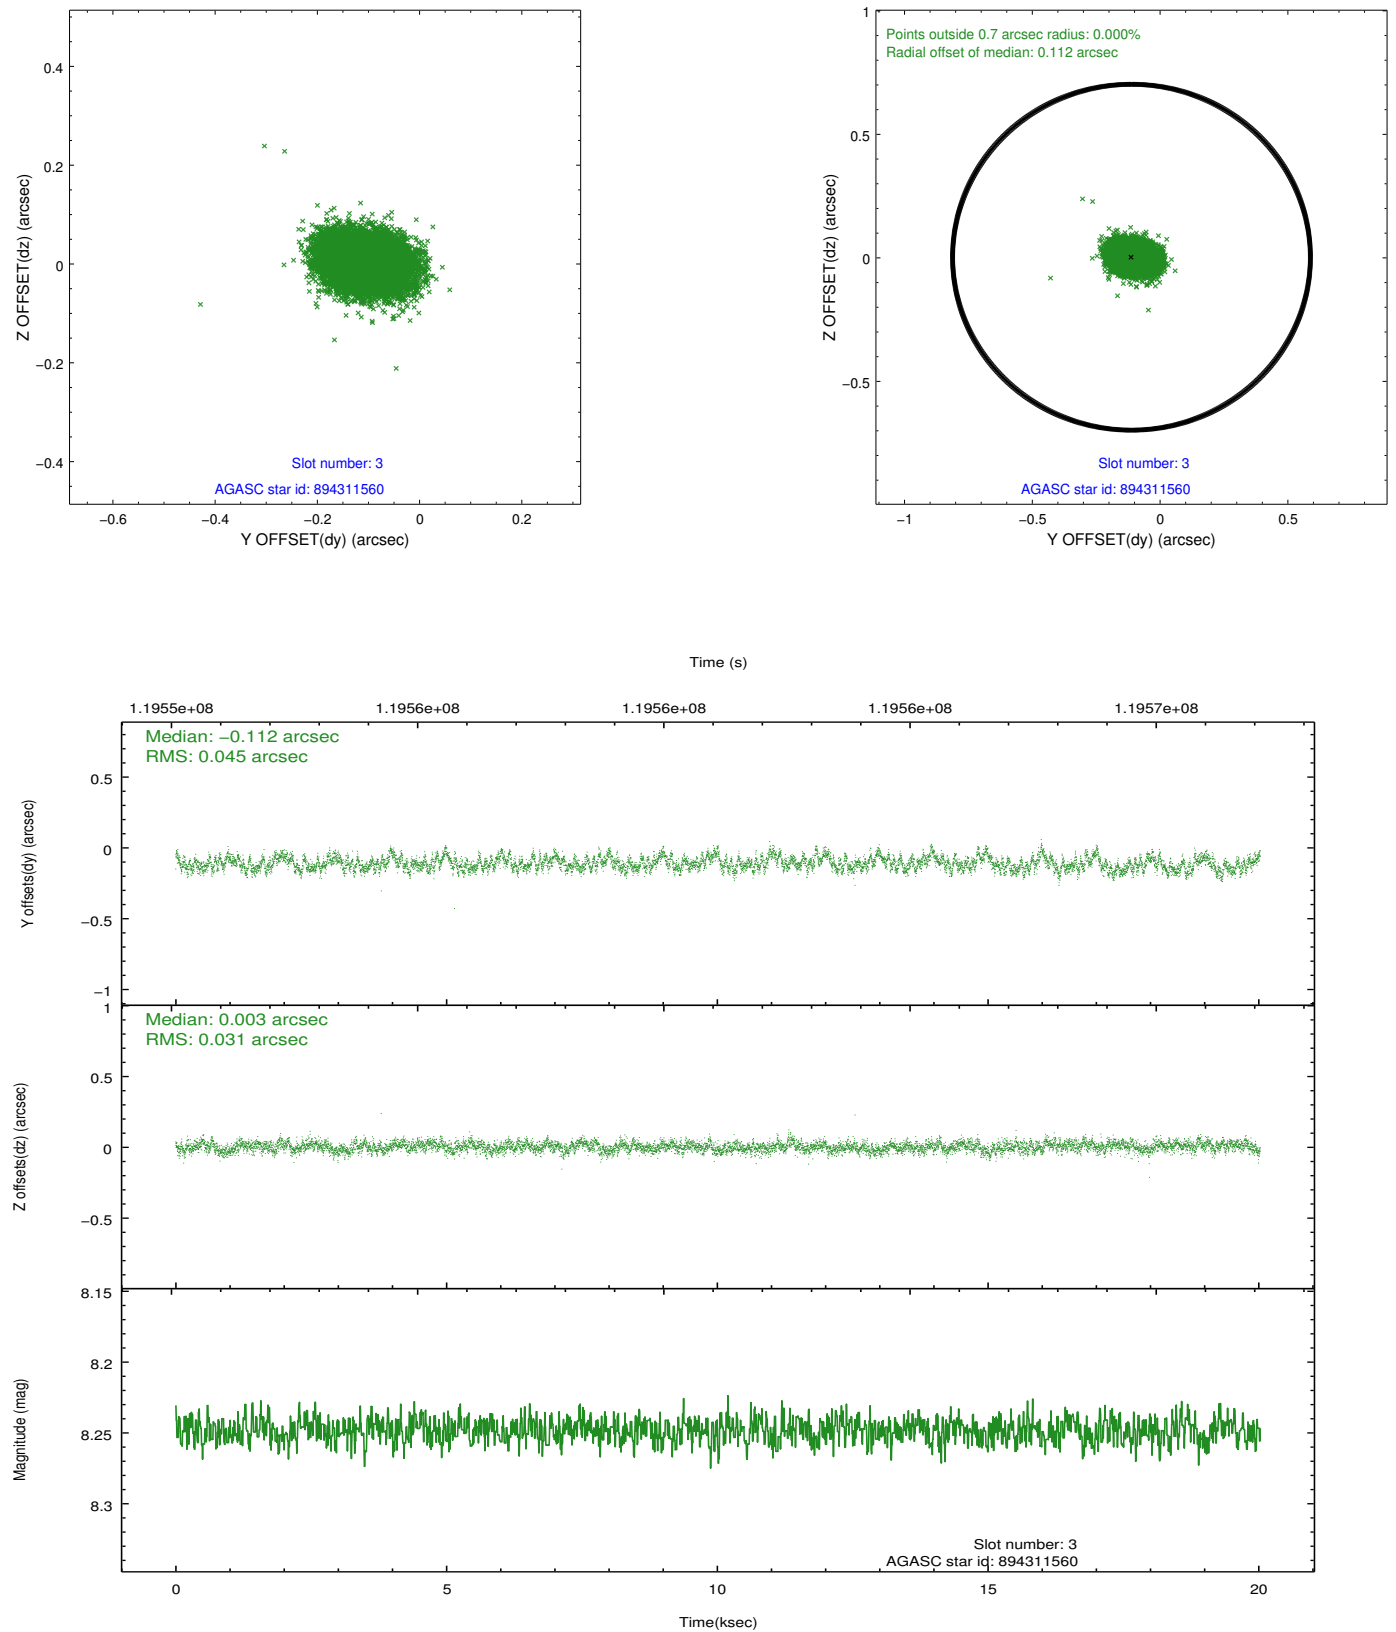 0.4
0.2
0
−0.2
−0.4
Z OFFSET(dz) (arcsec)
Slot number: 3
AGASC star id: 894311560
−0.6 −0.4 −0.2 0 0.2
Y OFFSET(dy) (arcsec)
1
0.5
0
−0.5
Z OFFSET(dz) (arcsec)
Points outside 0.7 arcsec radius: 0.000%
Radial offset of median: 0.112 arcsec
Slot number: 3
AGASC star id: 894311560
−1 −0.5 0 0.5
Y OFFSET(dy) (arcsec)
Time (s)
1.1955e+08 1.1956e+08 1.1956e+08 1.1956e+08 1.1957e+08
Median: −0.112 arcsec
RMS: 0.045 arcsec
0.5
0
−0.5
−1
Y offsets(dy) (arcsec)
1
Median: 0.003 arcsec
RMS: 0.031 arcsec
0.5
0
−0.5
Z offsets(dz) (arcsec)
8.15
8.2
8.25
8.3
Magnitude (mag)
Slot number: 3
AGASC star id: 894311560
0 5 10 15 20
Time(ksec)